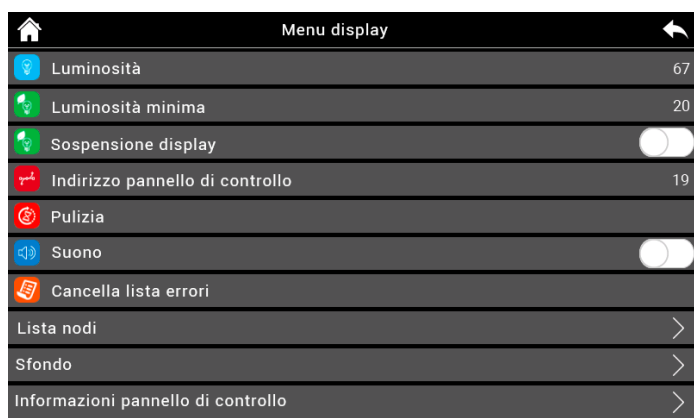 Menu display
Luminosità 67
Luminosità minima 20
Sospensione display
Indirizzo pannello di controllo 19
Pulizia
Suono
Cancella lista errori
Lista nodi
Sfondo
Informazioni pannello di controllo